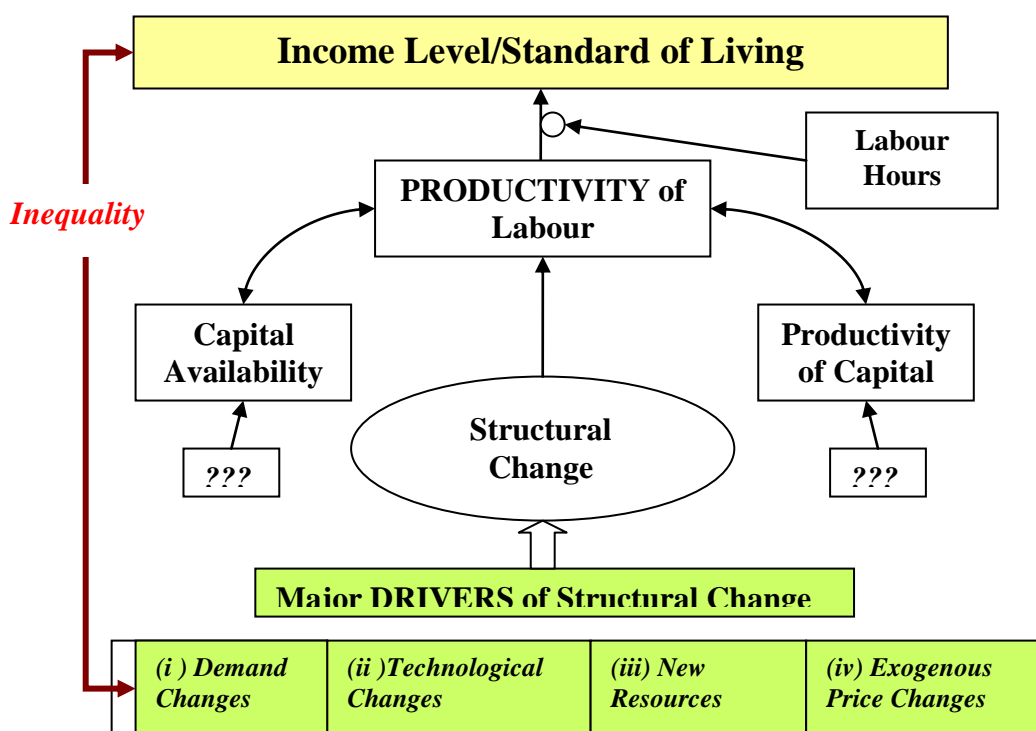 Income Level/Standard of Living
Labour
Hours
PRODUCTIVITY of
Labour
Inequality
Capital
Availability
Productivity
of Capital
Structural
Change
???
???
Major DRIVERS of Structural Change
(i ) Demand
Changes
(ii )Technological
Changes
(iii) New
Resources
(iv) Exogenous
Price Changes